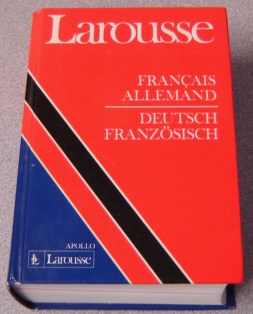 Larousse
FRANÇAIS
ALLEMAND
DEUTSCH
FRANZÖSISCH
APOLLO
Larousse